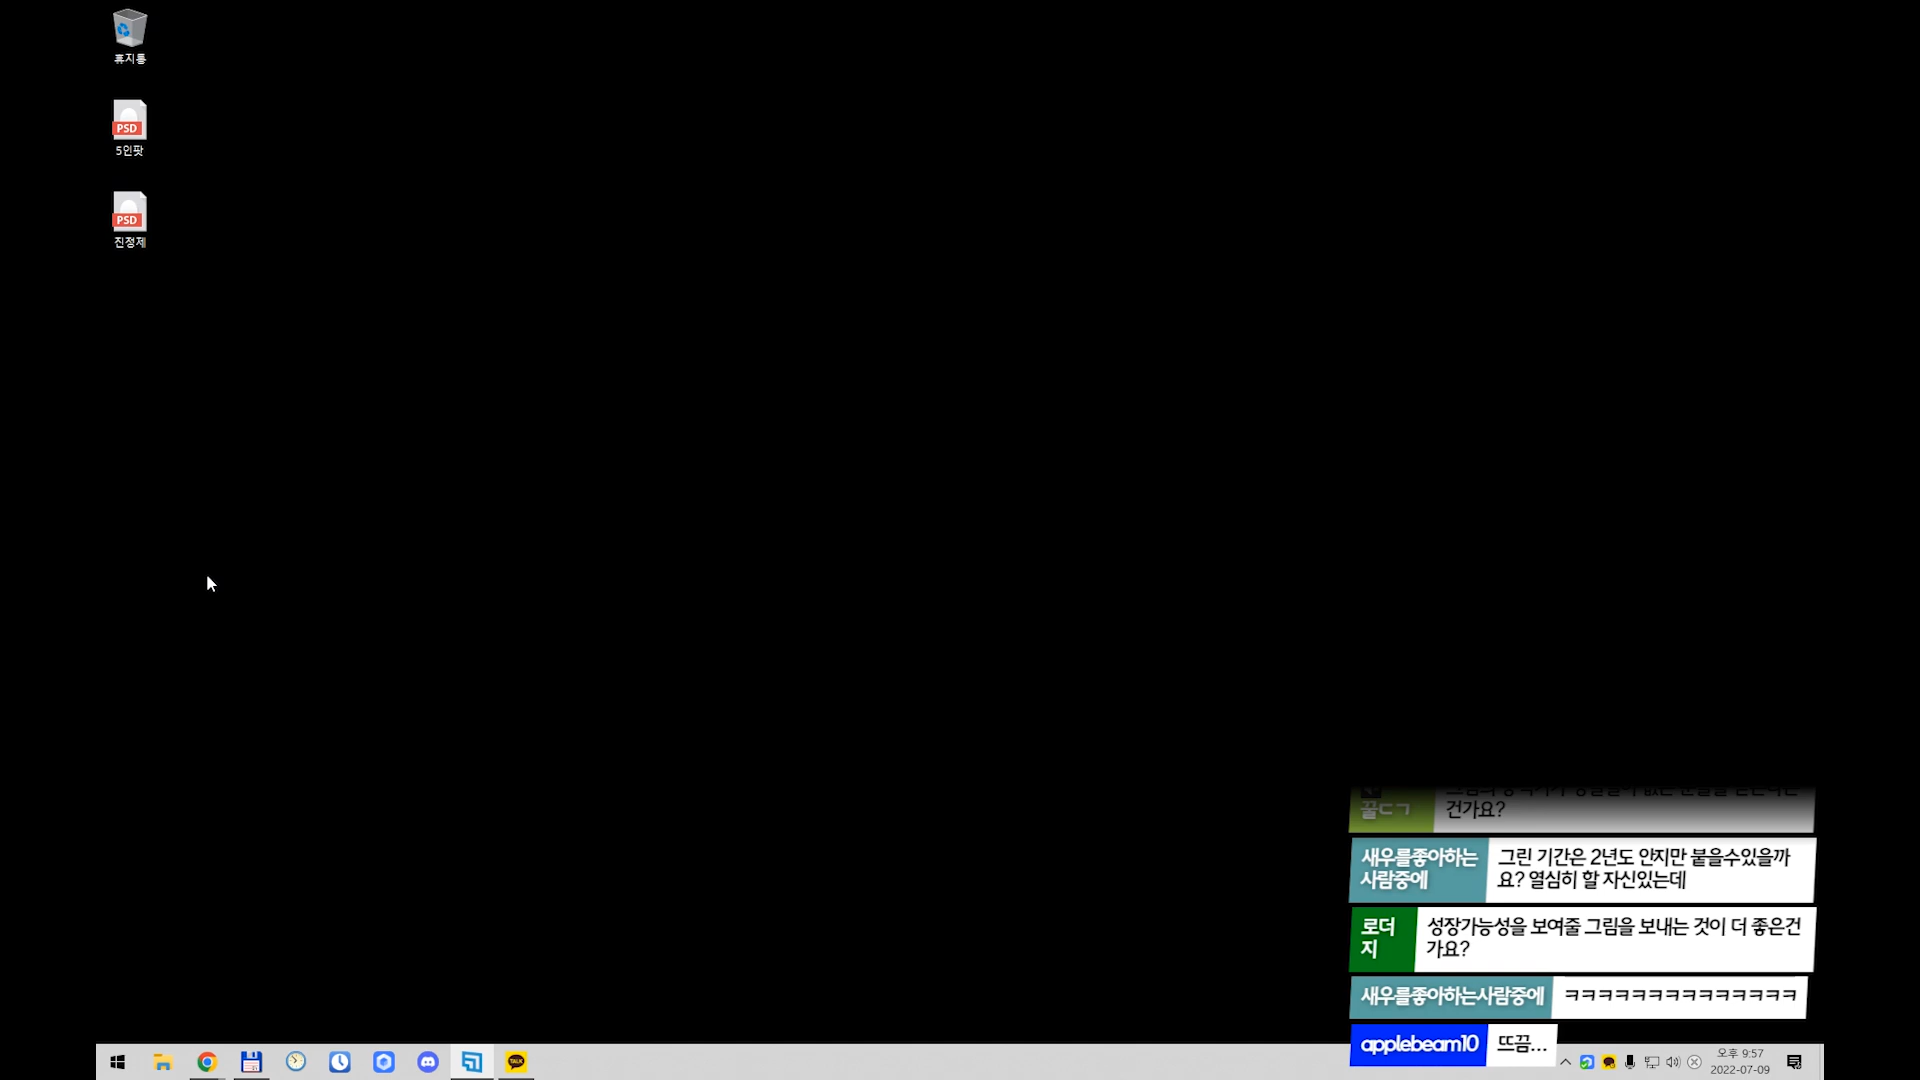 휴지통
PSD
5인팟
PSD
진정제
꿀ㄷㄱ
건가요?
새우를좋아하는
사람중에
그린 기간은 2년도 안지만 붙을수있을까
요? 열심히 할 자신있는데
로더
지
성장가능성을 보여줄 그림을 보내는 것이 더 좋은건
가요?
새우를좋아하는사람중에
ㅋㅋㅋㅋㅋㅋㅋㅋㅋㅋㅋㅋㅋㅋ
applebeam10
뜨끔...
TALK
오후 9:57
2022-07-09